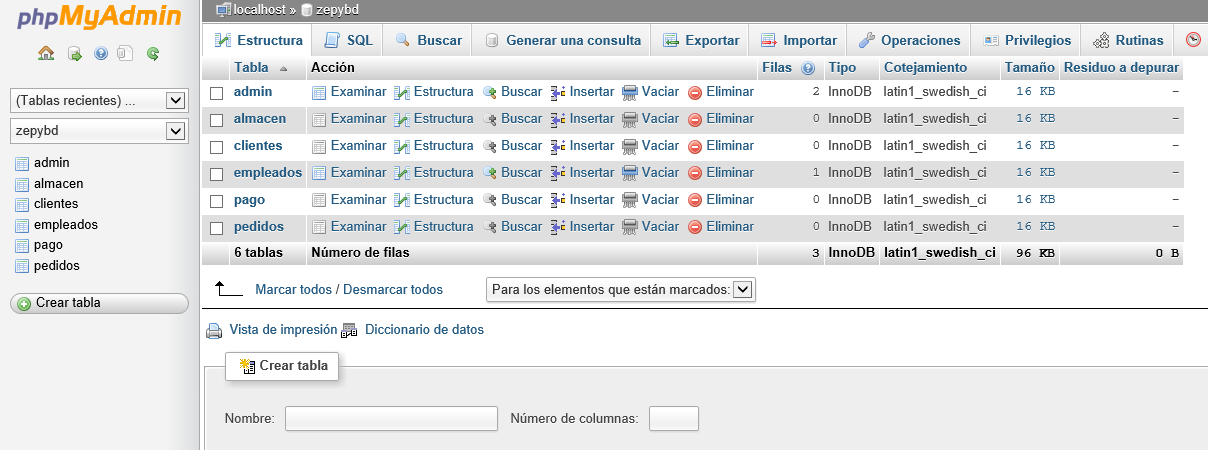 phpMyAdmin
(Tablas recientes) ...
zepybd
admin
almacen
clientes
empleados
pago
pedidos
Crear tabla
localhost » zepybd
Estructura SQL Buscar Generar una consulta Exportar Importar Operaciones Privilegios Rutinas
Tabla Acción Filas Tipo Cotejamiento Tamaño Residuo a depurar
admin Examinar Estructura Buscar Insertar Vaciar Eliminar 2 InnoDB latin1_swedish_ci 16 KB -
almacen Examinar Estructura Buscar Insertar Vaciar Eliminar 0 InnoDB latin1_swedish_ci 16 KB -
clientes Examinar Estructura Buscar Insertar Vaciar Eliminar 0 InnoDB latin1_swedish_ci 16 KB -
empleados Examinar Estructura Buscar Insertar Vaciar Eliminar 1 InnoDB latin1_swedish_ci 16 KB -
pago Examinar Estructura Buscar Insertar Vaciar Eliminar 0 InnoDB latin1_swedish_ci 16 KB -
pedidos Examinar Estructura Buscar Insertar Vaciar Eliminar 0 InnoDB latin1_swedish_ci 16 KB -
6 tablas Número de filas 3 InnoDB latin1_swedish_ci 96 KB 0 B
Marcar todos / Desmarcar todos Para los elementos que están marcados:
Vista de impresión Diccionario de datos
Crear tabla
Nombre: Número de columnas: